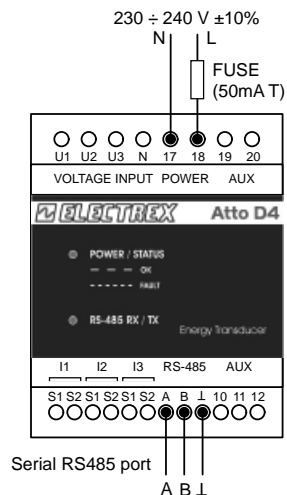 230 ÷ 240 V ±10%
N L
FUSE
(50mA T)
U1 U2 U3 N 17 18 19 20
VOLTAGE INPUT POWER AUX
ELECTREX Atto D4
POWER / STATUS
— — — OK
- - - - - - FAULT
RS-485 RX / TX
Energy Transducer
I1 I2 I3 RS-485 AUX
S1 S2 S1 S2 S1 S2 A B ⊥ 10 11 12
Serial RS485 port
A B ⊥